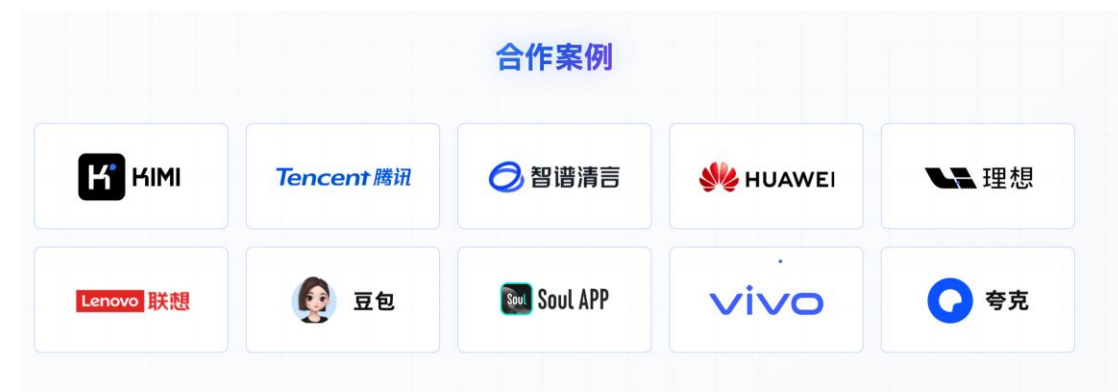 合作案例
KIMI
Tencent 腾讯
智谱清言
HUAWEI
理想
Lenovo 联想
豆包
Soul Soul APP
vivo
夸克